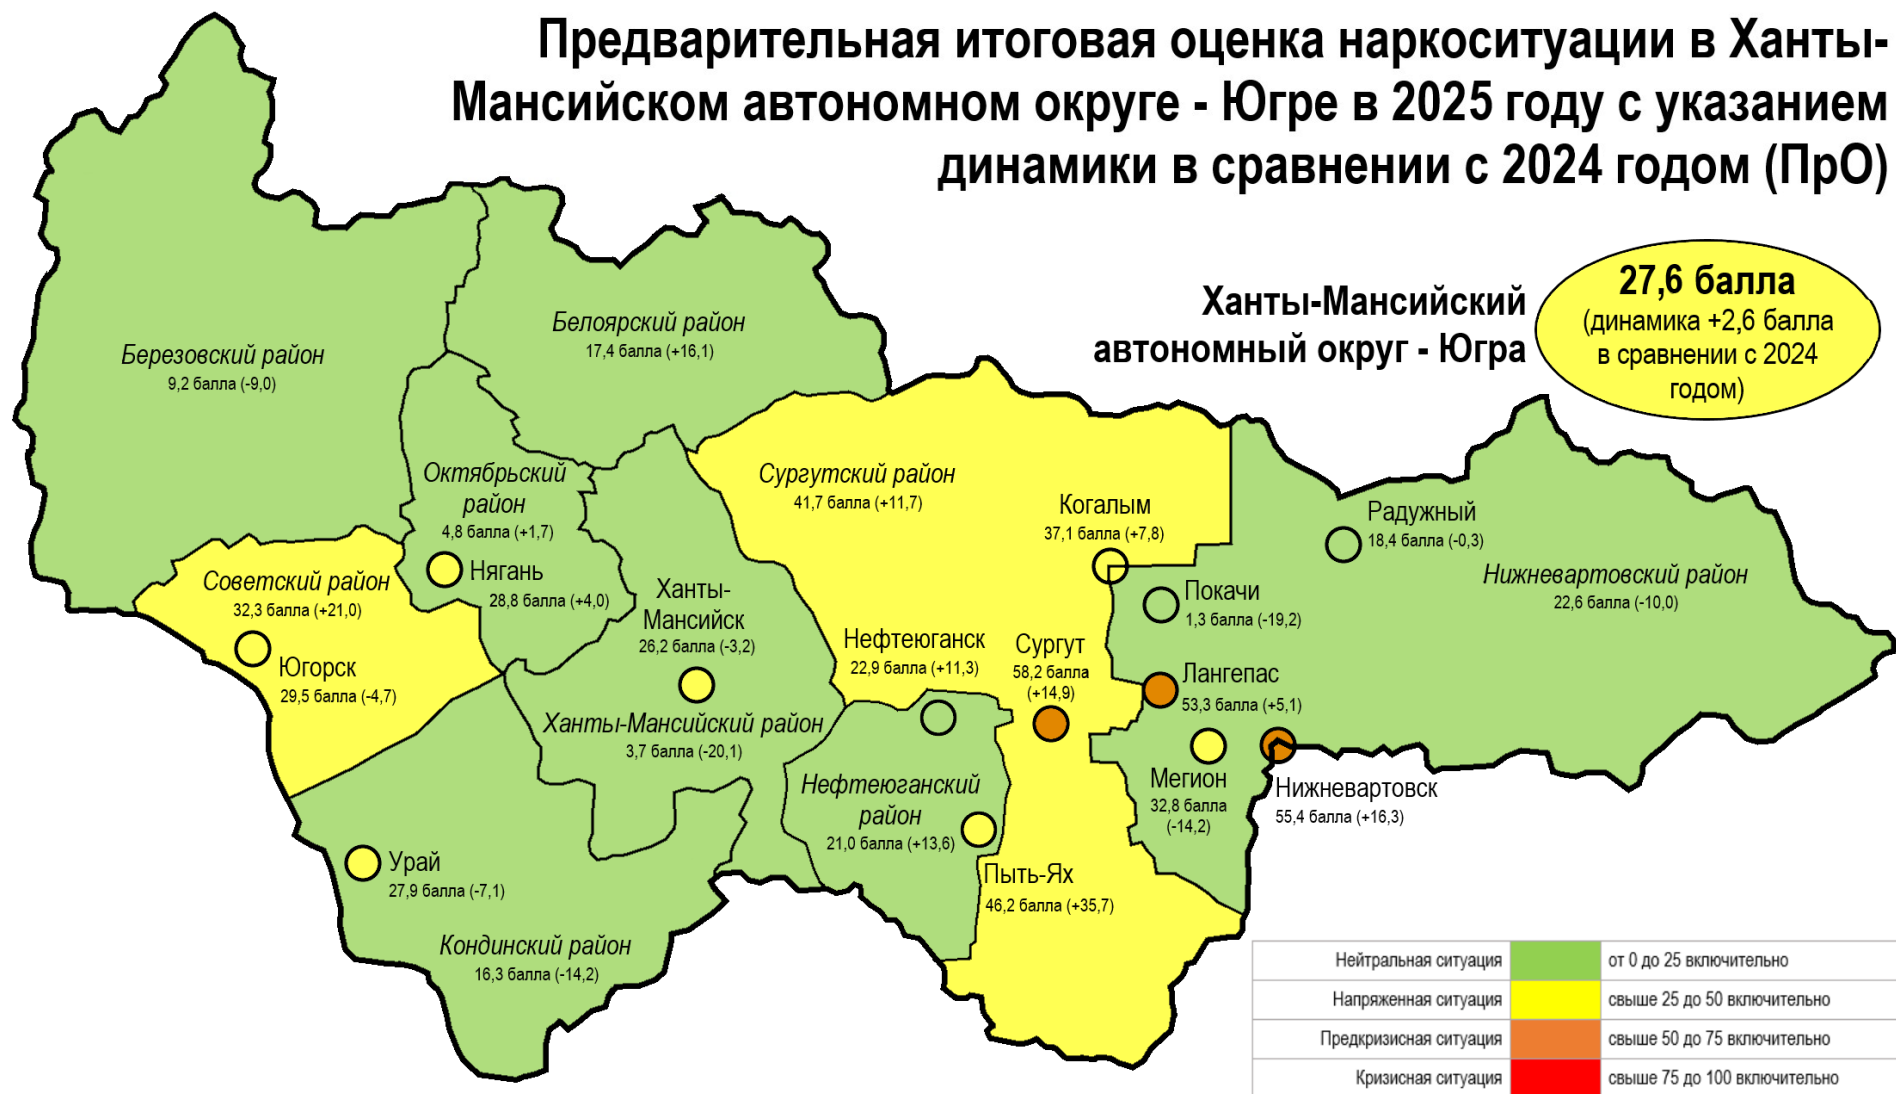 Предварительная итоговая оценка наркоситуации в Ханты-
Мансийском автономном округе - Югре в 2025 году с указанием
динамики в сравнении с 2024 годом (ПрО)
Ханты-Мансийский
автономный округ - Югра
27,6 балла
(динамика +2,6 балла
в сравнении с 2024
годом)
Березовский район
9,2 балла (-9,0)
Белоярский район
17,4 балла (+16,1)
Октябрьский
район
4,8 балла (+1,7)
Нягань
28,8 балла (+4,0)
Советский район
32,3 балла (+21,0)
Югорск
29,5 балла (-4,7)
Ханты-
Мансийск
26,2 балла (-3,2)
Ханты-Мансийский район
3,7 балла (-20,1)
Сургутский район
41,7 балла (+11,7)
Когалым
37,1 балла (+7,8)
Нефтеюганск
22,9 балла (+11,3)
Сургут
58,2 балла
(+14,9)
Радужный
18,4 балла (-0,3)
Нижневартовский район
22,6 балла (-10,0)
Покачи
1,3 балла (-19,2)
Лангепас
53,3 балла (+5,1)
Мегион
32,8 балла
(-14,2)
Нижневартовск
55,4 балла (+16,3)
Нефтеюганский
район
21,0 балла (+13,6)
Пыть-Ях
46,2 балла (+35,7)
Урай
27,9 балла (-7,1)
Кондинский район
16,3 балла (-14,2)
Нейтральная ситуация от 0 до 25 включительно
Напряженная ситуация свыше 25 до 50 включительно
Предкризисная ситуация свыше 50 до 75 включительно
Кризисная ситуация свыше 75 до 100 включительно